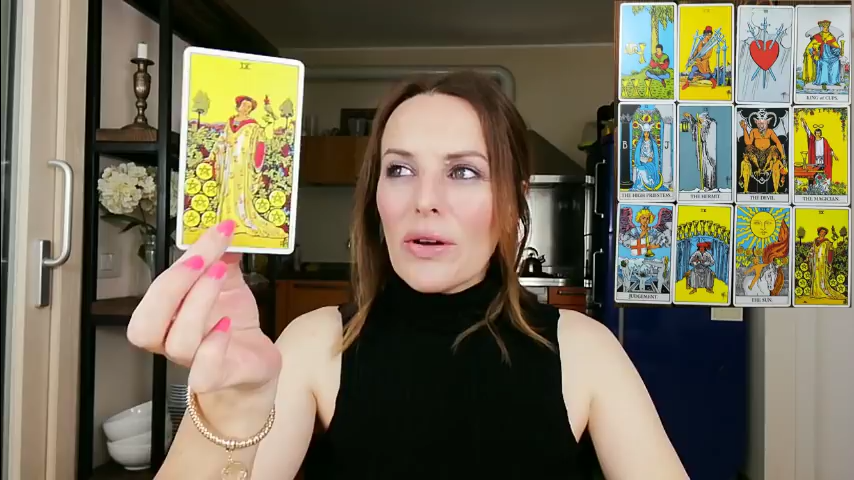 IX
KING of CUPS.
B J
THE HIGH PRIESTESS
THE HERMIT.
THE DEVIL.
THE MAGICIAN.
JUDGEMENT.
THE SUN.